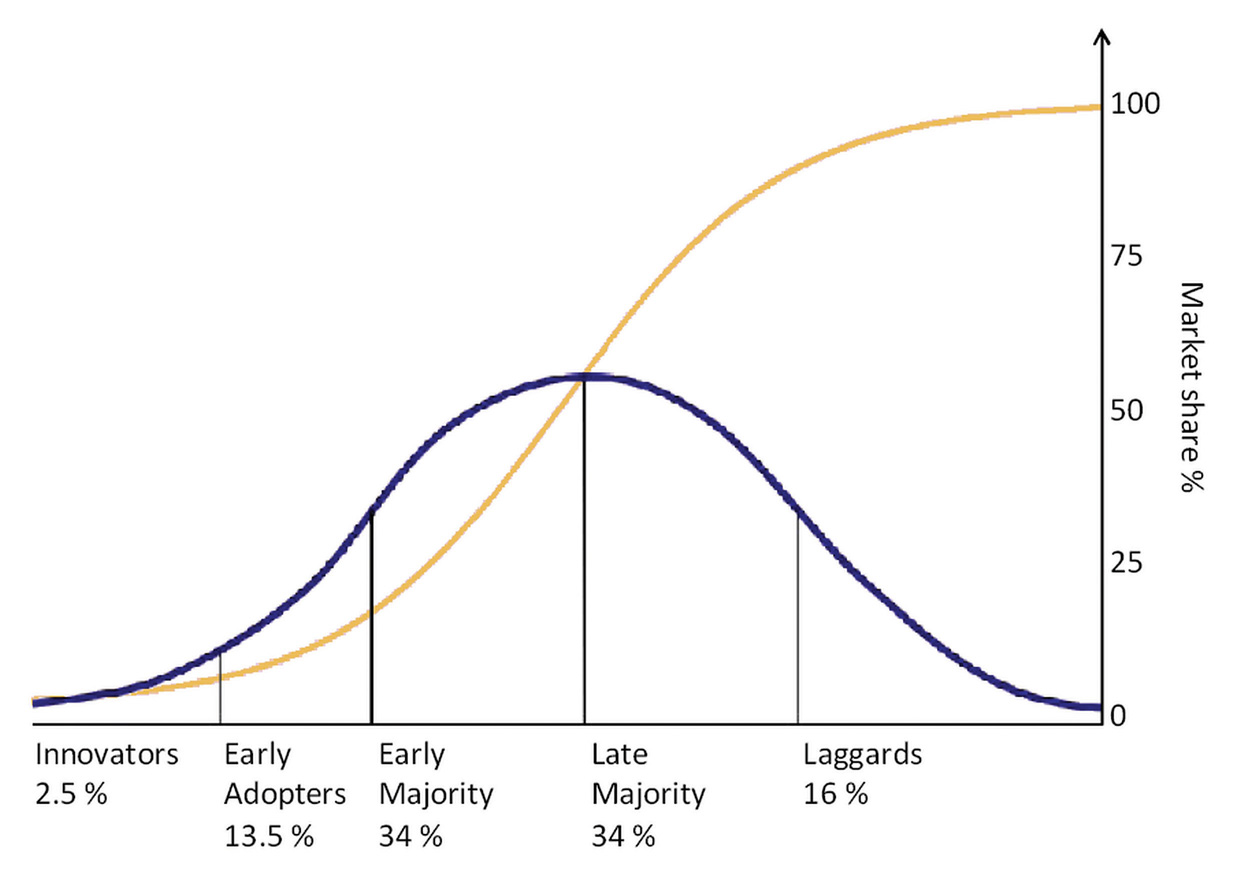 100
75
50
25
0
Market share %
Innovators
2.5 %
Early
Adopters
13.5 %
Early
Majority
34 %
Late
Majority
34 %
Laggards
16 %